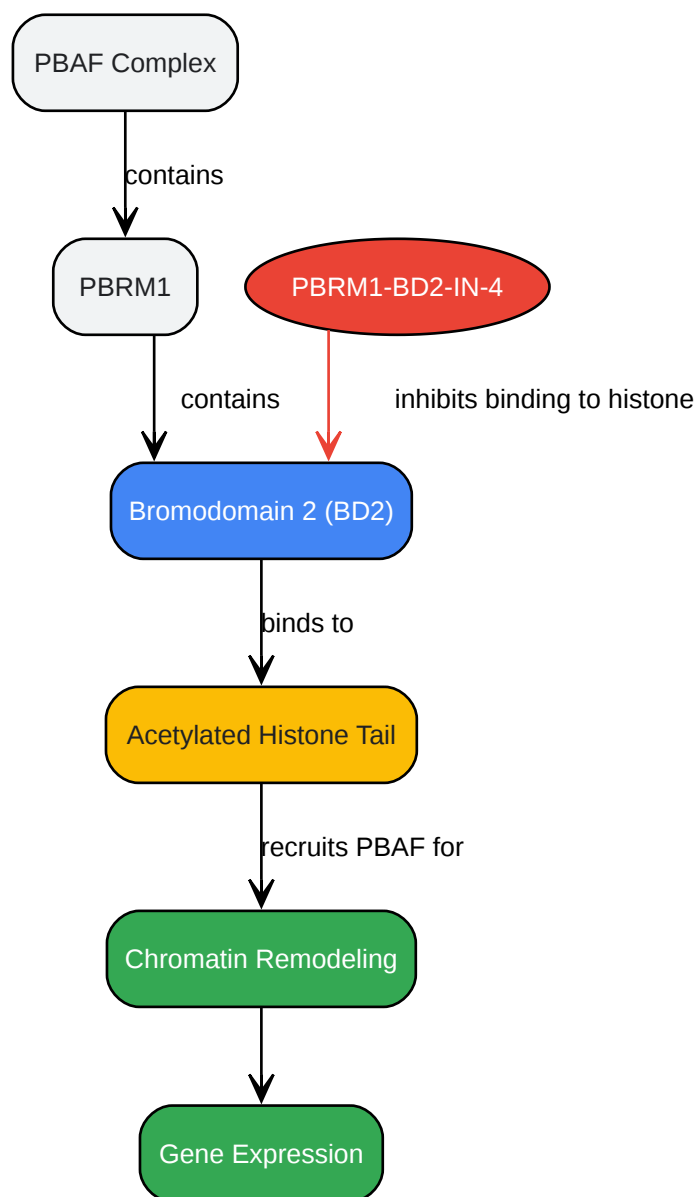 PBAF Complex
contains
PBRM1
PBRM1-BD2-IN-4
contains
inhibits binding to histone
Bromodomain 2 (BD2)
binds to
Acetylated Histone Tail
recruits PBAF for
Chromatin Remodeling
Gene Expression